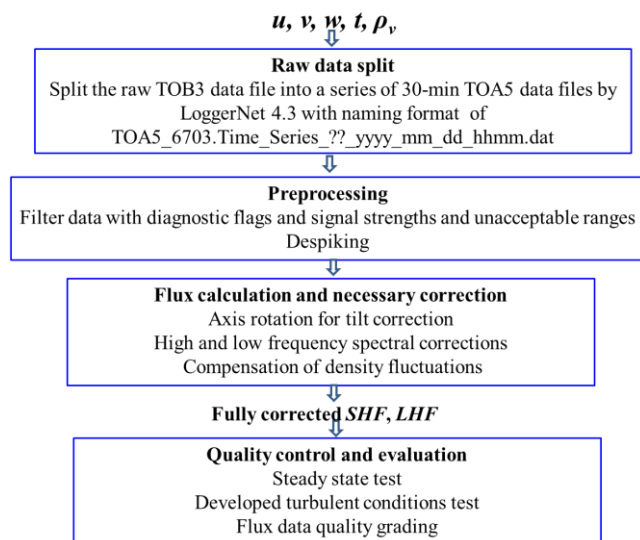 u, v, w, t, ρv
Raw data split
Split the raw TOB3 data file into a series of 30-min TOA5 data files by
LoggerNet 4.3 with naming format of
TOA5_6703.Time_Series_??_yyyy_mm_dd_hhmm.dat
Preprocessing
Filter data with diagnostic flags and signal strengths and unacceptable ranges
Despiking
Flux calculation and necessary correction
Axis rotation for tilt correction
High and low frequency spectral corrections
Compensation of density fluctuations
Fully corrected SHF, LHF
Quality control and evaluation
Steady state test
Developed turbulent conditions test
Flux data quality grading